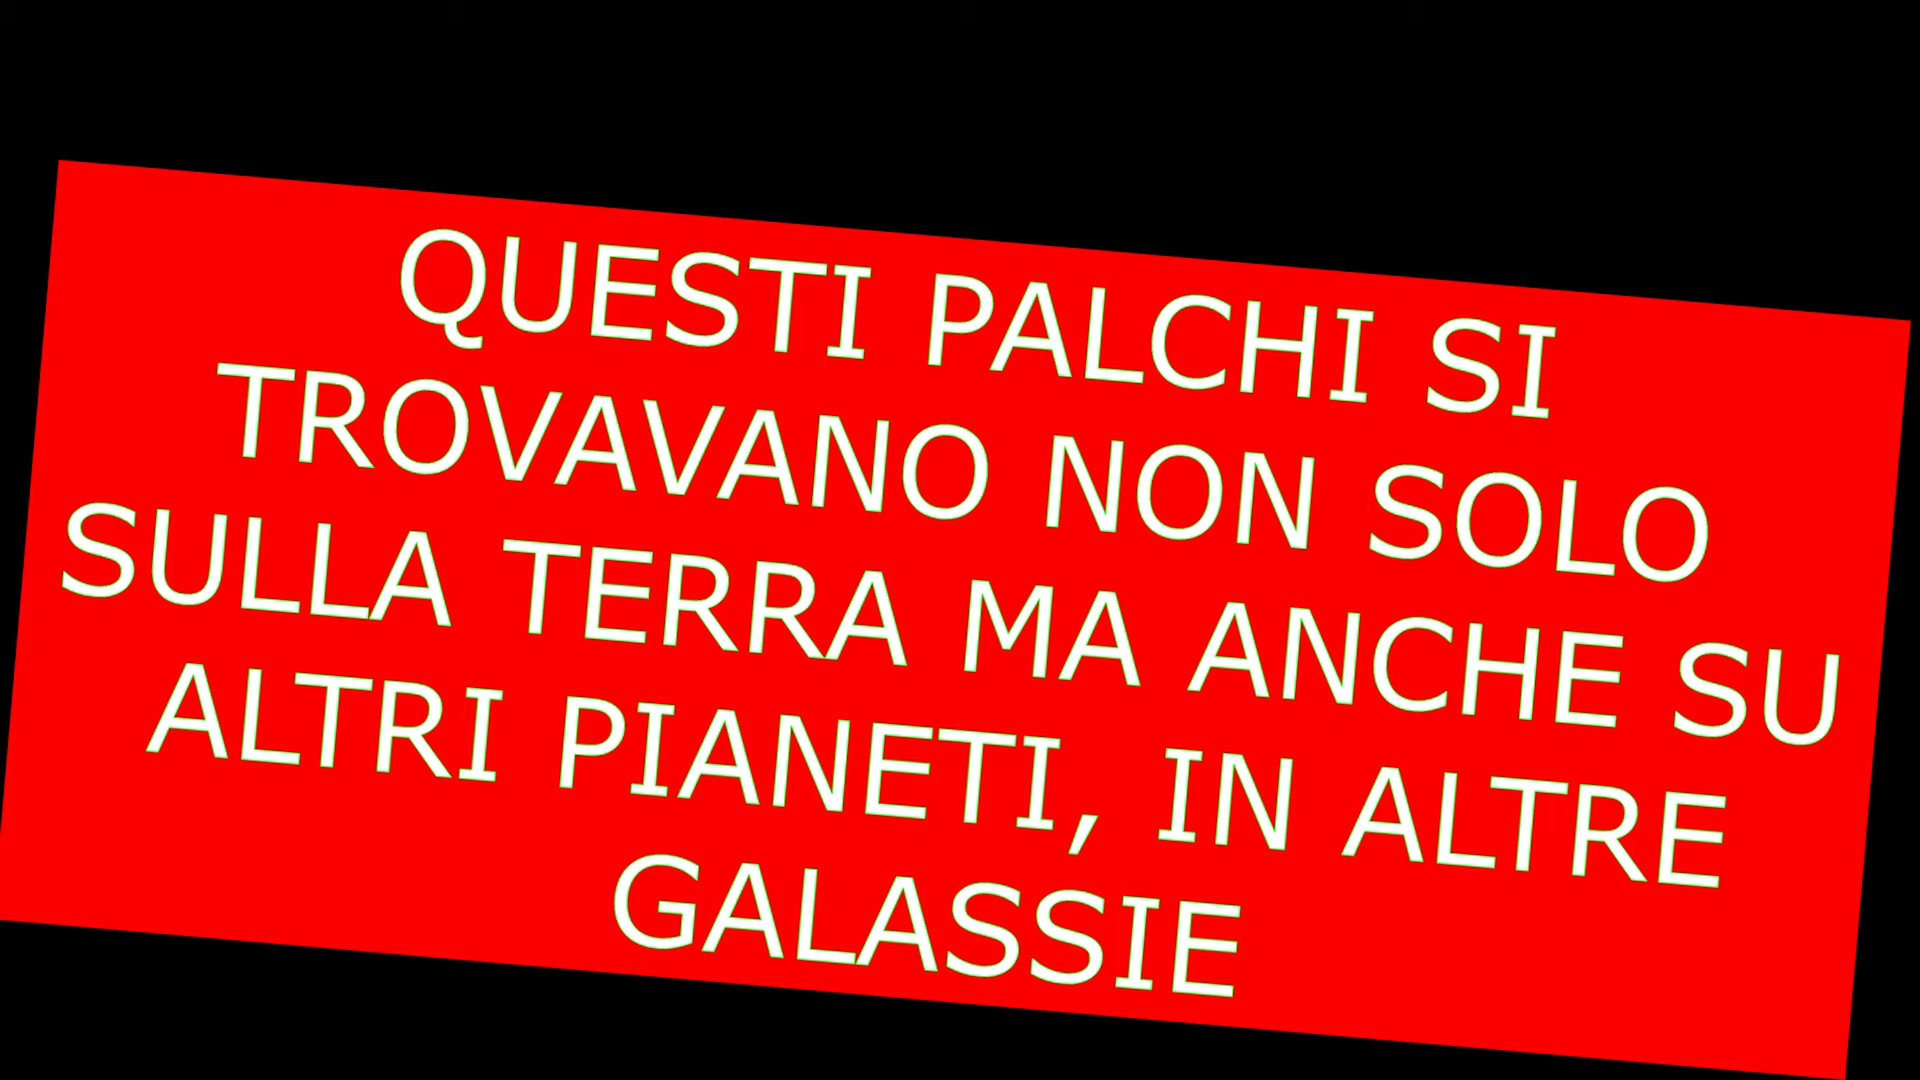 QUESTI PALCHI SI
TROVAVANO NON SOLO
SULLA TERRA MA ANCHE SU
ALTRI PIANETI, IN ALTRE
GALASSIE